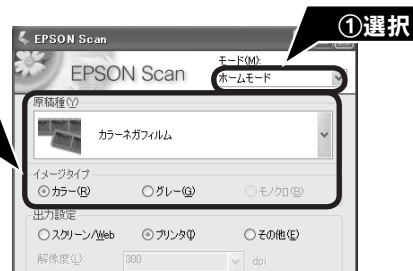 ①選択
EPSON Scan
EPSON Scan
モード(M):
ホームモード
原稿種(Y)
カラーネガフィルム
イメージタイプ
カラー(R) グレー(G) モノクロ(B)
出力設定
スクリーン/Web プリンタ(I) その他(E)
解像度(L): 300 dpi